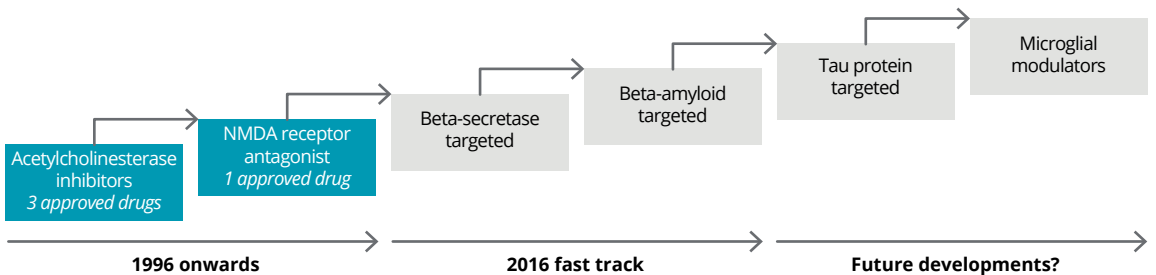 Acetylcholinesterase
inhibitors
3 approved drugs
NMDA receptor
antagonist
1 approved drug
Beta-secretase
targeted
Beta-amyloid
targeted
Tau protein
targeted
Microglial
modulators
1996 onwards
2016 fast track
Future developments?